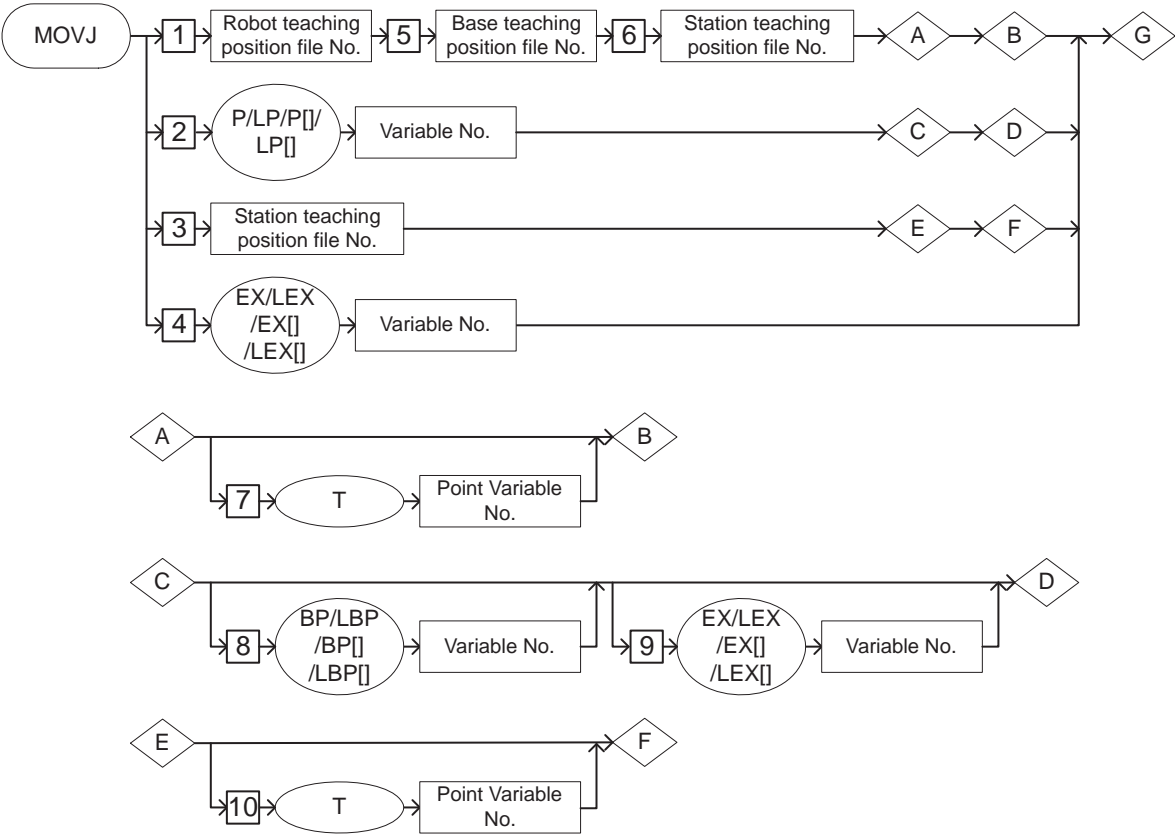 MOVJ
1
Robot teaching
position file No.
5
Base teaching
position file No.
6
Station teaching
position file No.
A
B
G
2
P/LP/P[]/
LP[]
Variable No.
C
D
3
Station teaching
position file No.
E
F
4
EX/LEX
/EX[]
/LEX[]
Variable No.
A
B
7
T
Point Variable
No.
C
D
8
BP/LBP
/BP[]
/LBP[]
Variable No.
9
EX/LEX
/EX[]
/LEX[]
Variable No.
E
F
10
T
Point Variable
No.